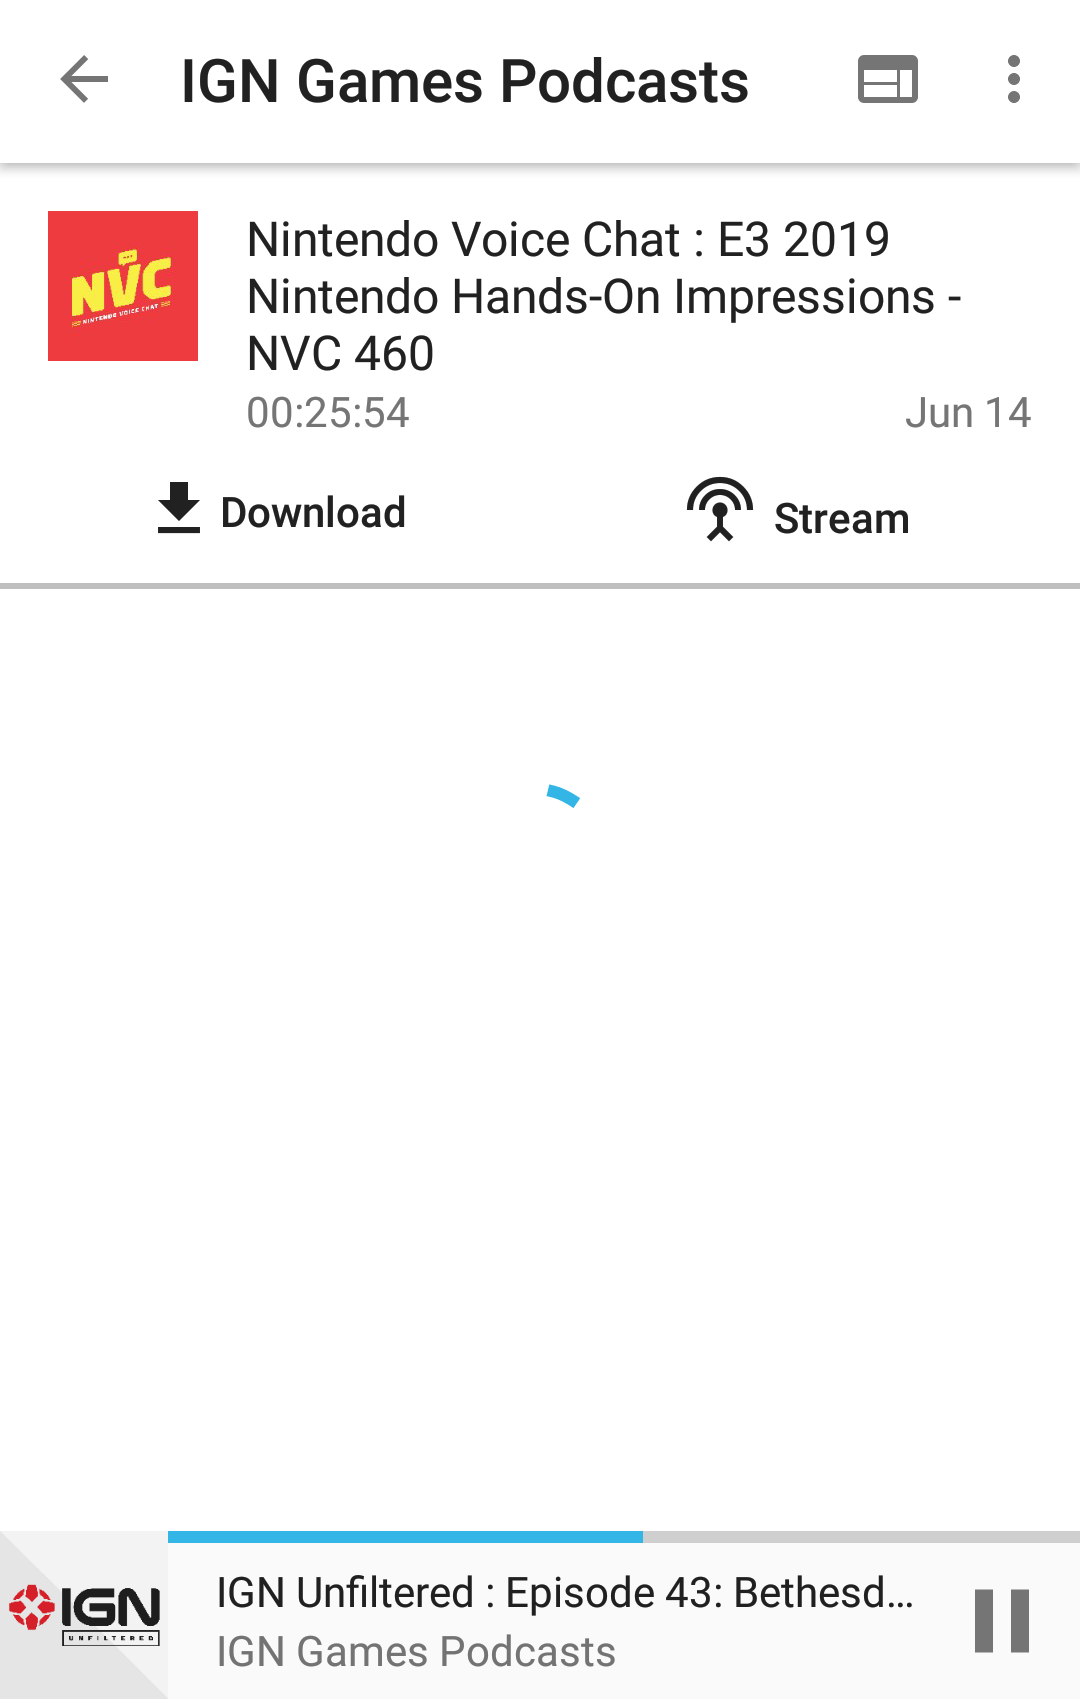 IGN Games Podcasts
NVC
NINTENDO VOICE CHAT
Nintendo Voice Chat : E3 2019
Nintendo Hands-On Impressions -
NVC 460
00:25:54
Jun 14
Download
Stream
IGN
UNFILTERED
IGN Unfiltered : Episode 43: Bethesd...
IGN Games Podcasts